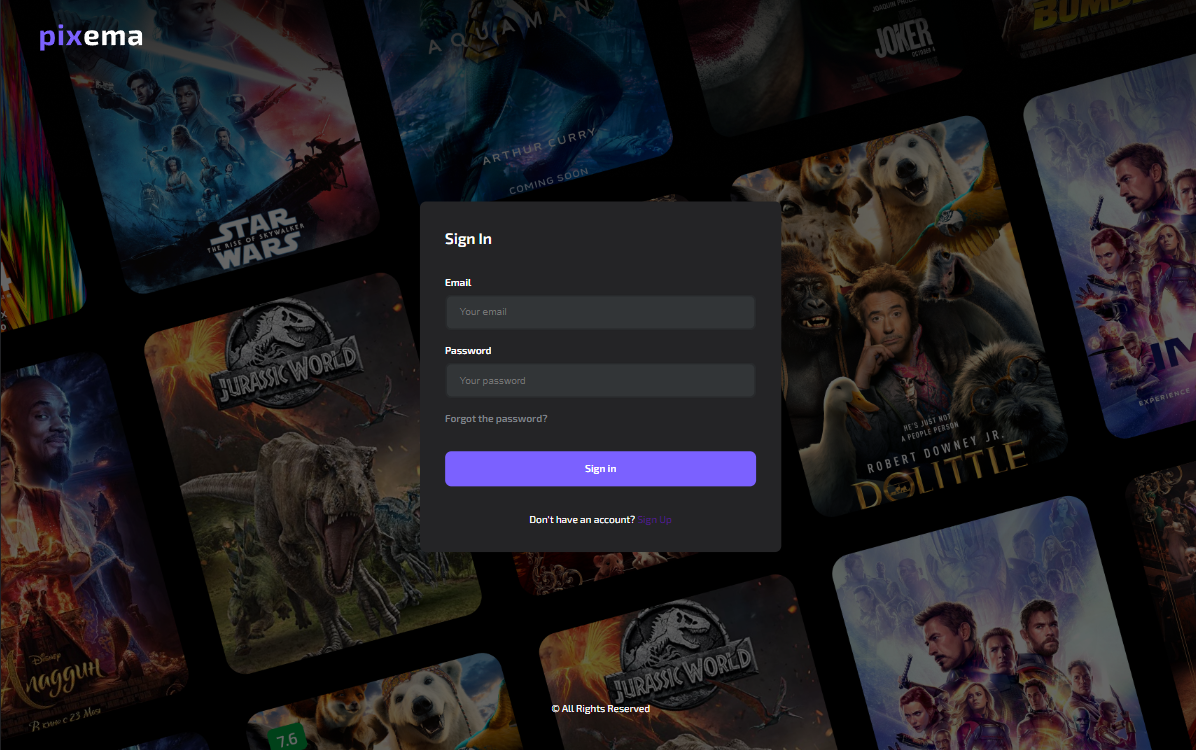 pixema
AQUAMAN
ARTHUR CURRY
COMING SOON
JOKER
STAR
THE RISE OF SKYWALKER
WARS
JURASSIC WORLD
Sign In
Email
Your email
Password
Your password
Forgot the password?
Sign in
Don't have an account? Sign Up
HE'S JUST NOT
A PEOPLE PERSON
ROBERT DOWNEY JR.
DOLITTLE
EXPERIENCE
Disney
Аладдин
В кино с 23 Мая
7.6
JURASSIC WORLD
© All Rights Reserved